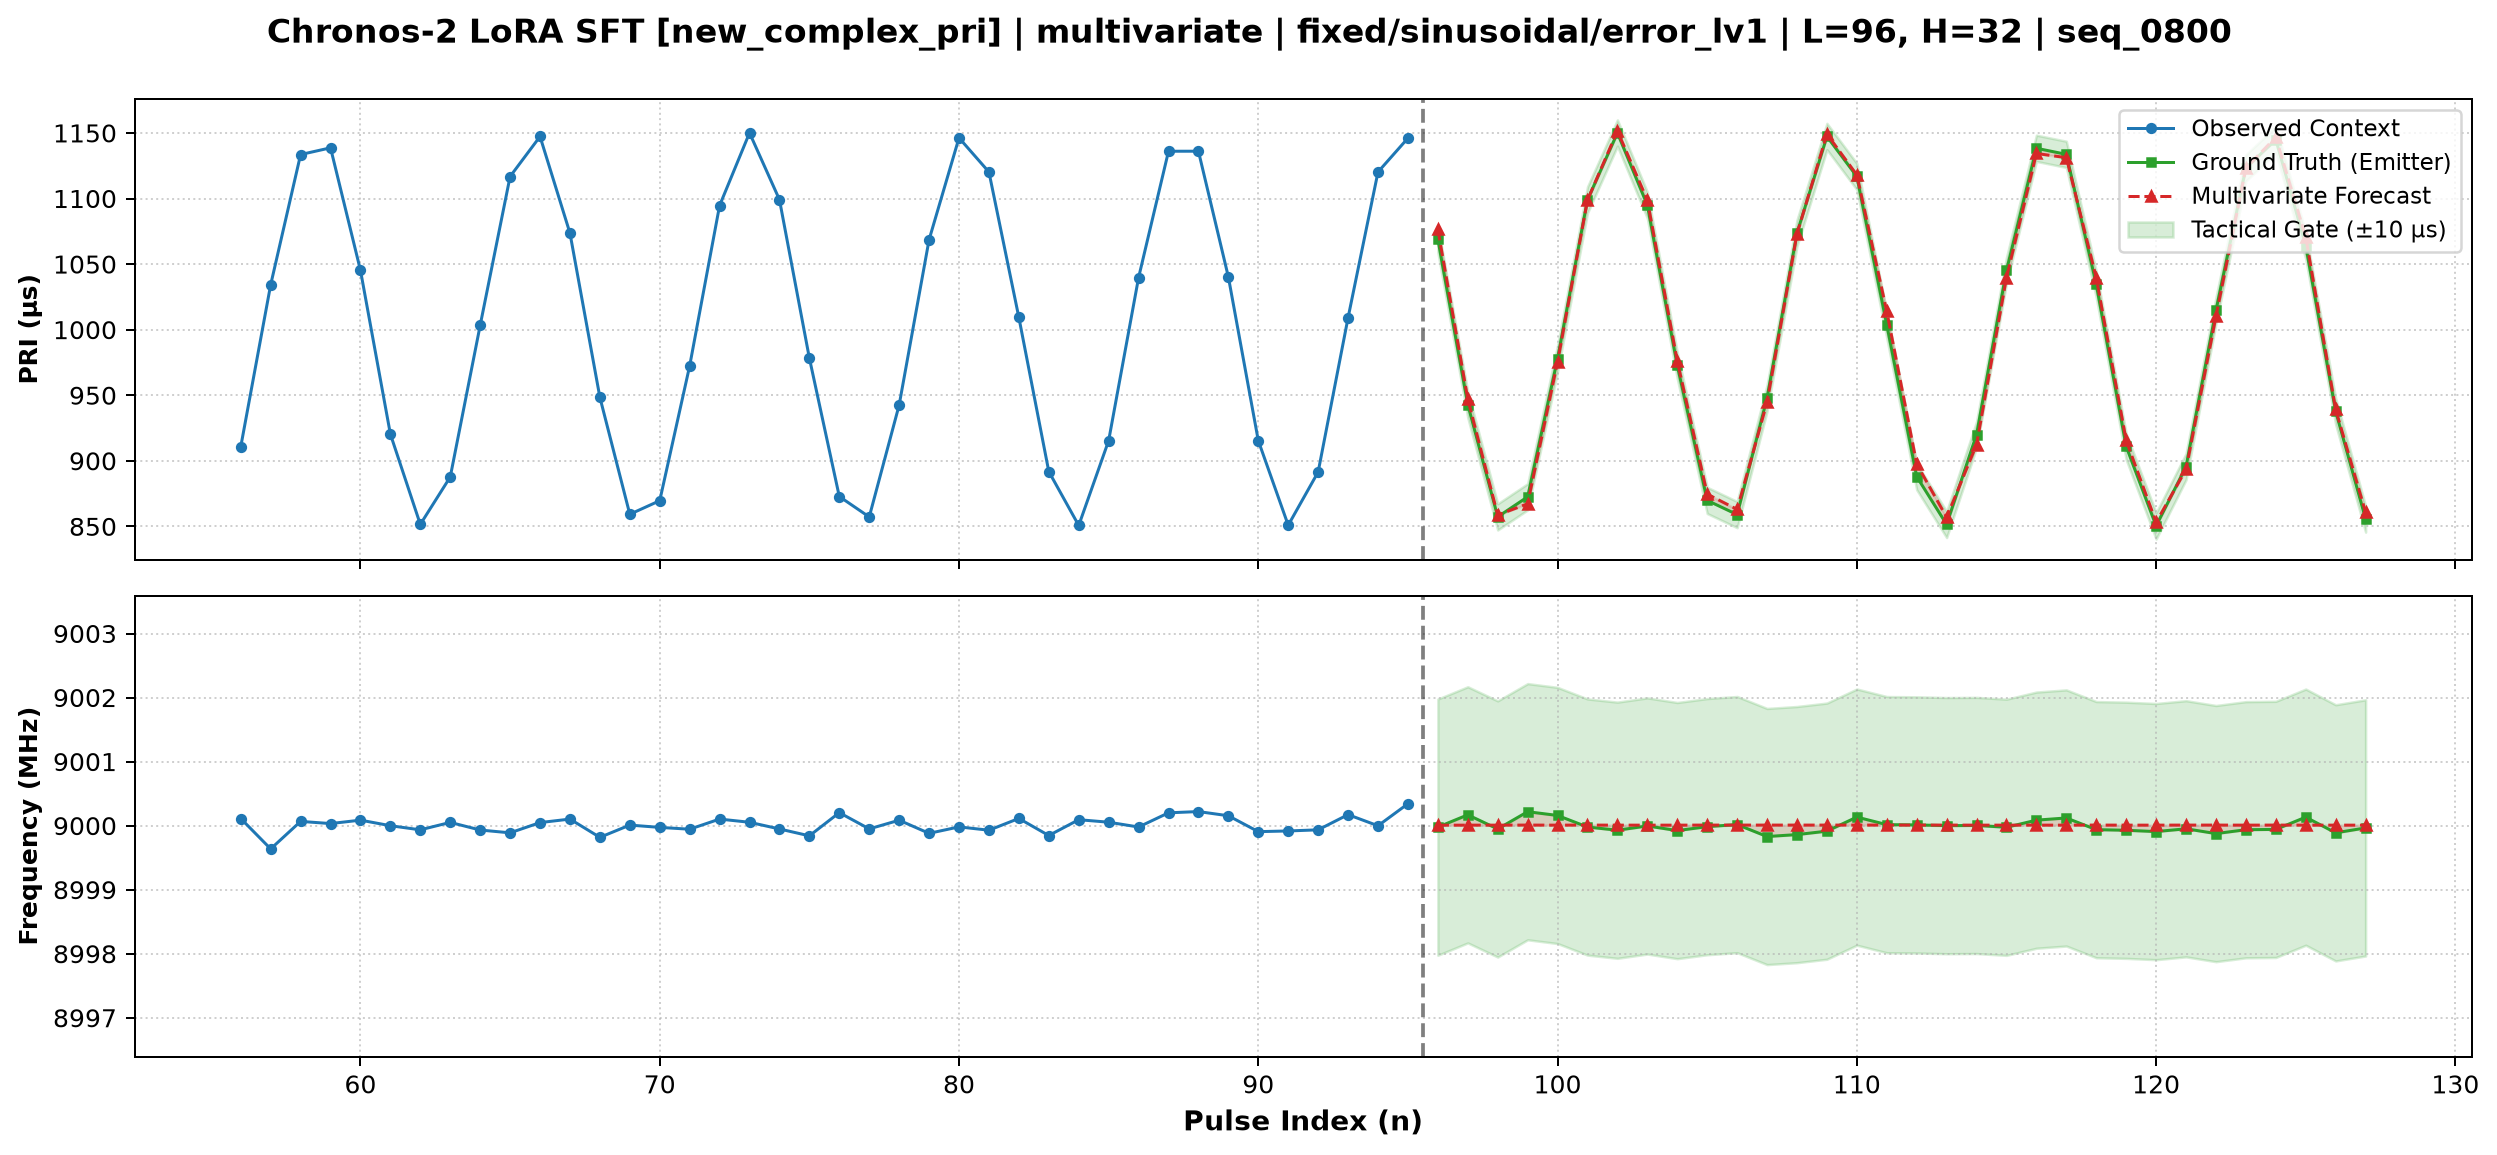 Chronos-2 LoRA SFT [new_complex_pri] | multivariate | fixed/sinusoidal/error_lv1 | L=96, H=32 | seq_0800
PRI (µs)
1150
1100
1050
1000
950
900
850
Observed Context
Ground Truth (Emitter)
Multivariate Forecast
Tactical Gate (±10 µs)
Frequency (MHz)
9003
9002
9001
9000
8999
8998
8997
60 70 80 90 100 110 120 130
Pulse Index (n)